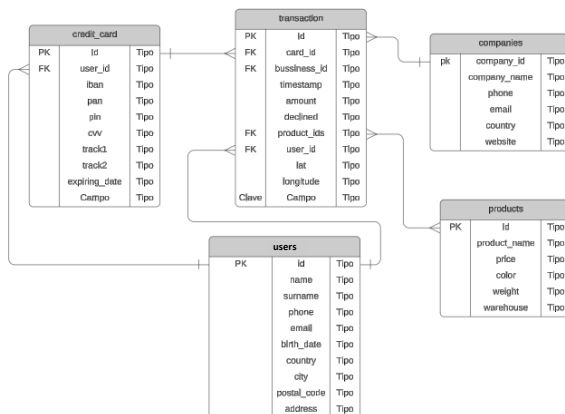 credit_card
PK id Tipo
FK user_id Tipo
iban Tipo
pan Tipo
pin Tipo
cvv Tipo
track1 Tipo
track2 Tipo
expiring_date Tipo
Campo Tipo
transaction
PK Id Tipo
FK card_id Tipo
FK bussiness_id Tipo
timestamp Tipo
amount Tipo
declined Tipo
FK product_ids Tipo
FK user_id Tipo
lat Tipo
longitude Tipo
Clave Campo Tipo
companies
pk company_id Tipo
company_name Tipo
phone Tipo
email Tipo
country Tipo
website Tipo
products
PK Id Tipo
product_name Tipo
price Tipo
color Tipo
weight Tipo
warehouse Tipo
users
PK id Tipo
name Tipo
surname Tipo
phone Tipo
email Tipo
birth_date Tipo
country Tipo
city Tipo
postal_code Tipo
address Tipo